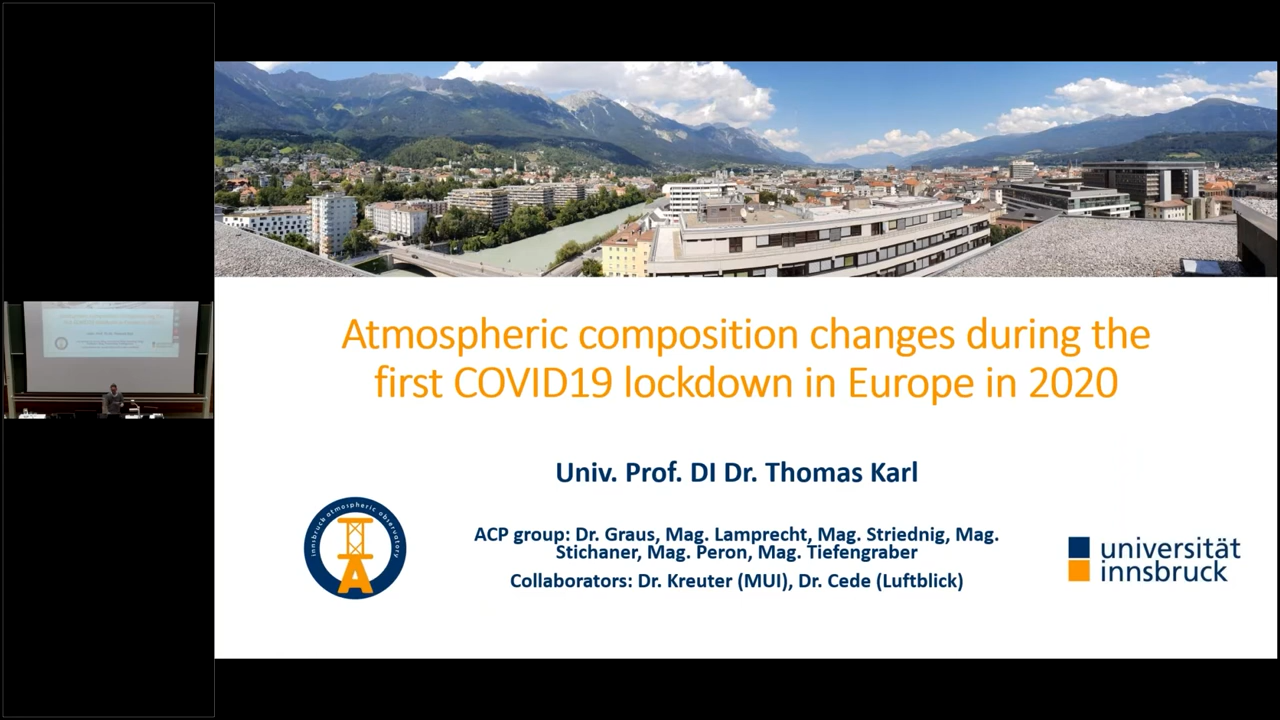 Atmospheric composition changes during the
first COVID19 lockdown in Europe in 2020
Univ. Prof. DI Dr. Thomas Karl
innsbruck atmospheric observatory
ACP group: Dr. Graus, Mag. Lamprecht, Mag. Striednig, Mag.
Stichaner, Mag. Peron, Mag. Tiefengraber
Collaborators: Dr. Kreuter (MUI), Dr. Cede (Luftblick)
universität
innsbruck